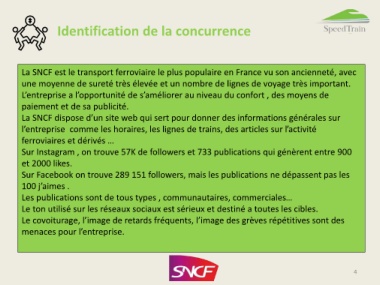 Identification de la concurrence
SpeedTrain
La SNCF est le transport ferroviaire le plus populaire en France vu son ancienneté, avec
une moyenne de sureté très élevée et un nombre de lignes de voyage très important.
L'entreprise a l'opportunité de s'améliorer au niveau du confort , des moyens de
paiement et de sa publicité.
La SNCF dispose d'un site web qui sert pour donner des informations générales sur
l'entreprise comme les horaires, les lignes de trains, des articles sur l'activité
ferroviaires et dérivés ...
Sur Instagram , on trouve 57K de followers et 733 publications qui génèrent entre 900
et 2000 likes.
Sur Facebook on trouve 289 151 followers, mais les publications ne dépassent pas les
100 j'aimes .
Les publications sont de tous types , communautaires, commerciales...
Le ton utilisé sur les réseaux sociaux est sérieux et destiné a toutes les cibles.
Le covoiturage, l'image de retards fréquents, l'image des grèves répétitives sont des
menaces pour l'entreprise.
SNCF
4